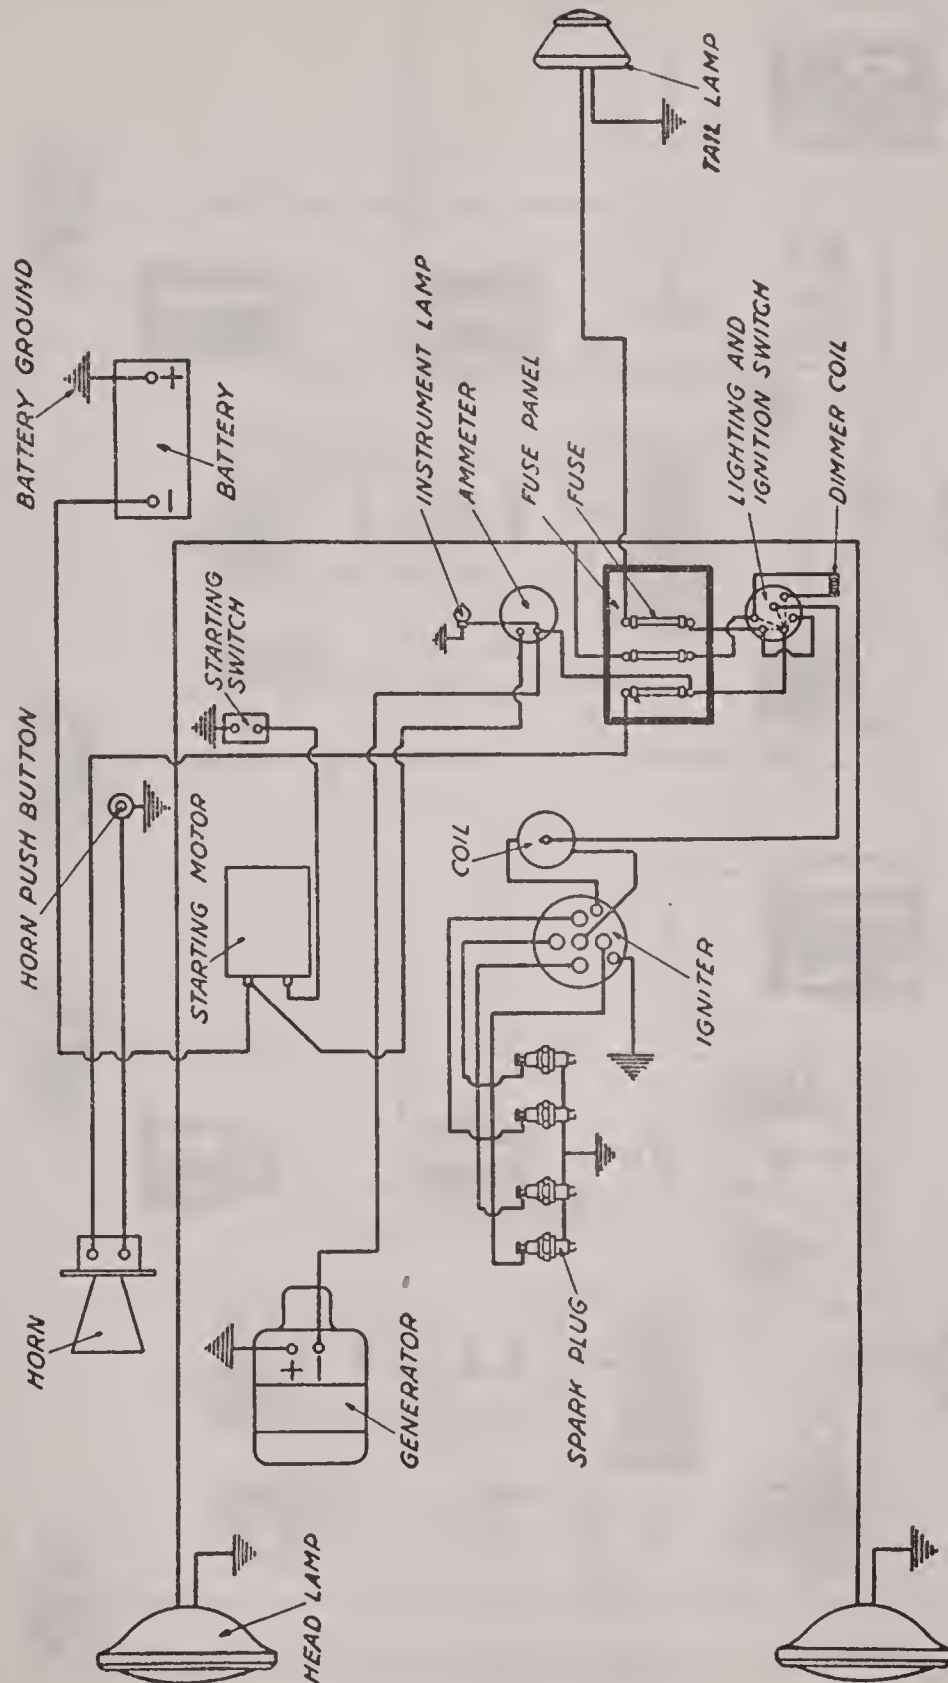 BATTERY GROUND
BATTERY
+
–
HORN PUSH BUTTON
STARTING
SWITCH
STARTING MOTOR
HORN
+
–
GENERATOR
HEAD LAMP
TAIL LAMP
INSTRUMENT LAMP
AMMETER
FUSE PANEL
FUSE
LIGHTING AND
IGNITION SWITCH
DIMMER COIL
COIL
IGNITER
SPARK PLUG